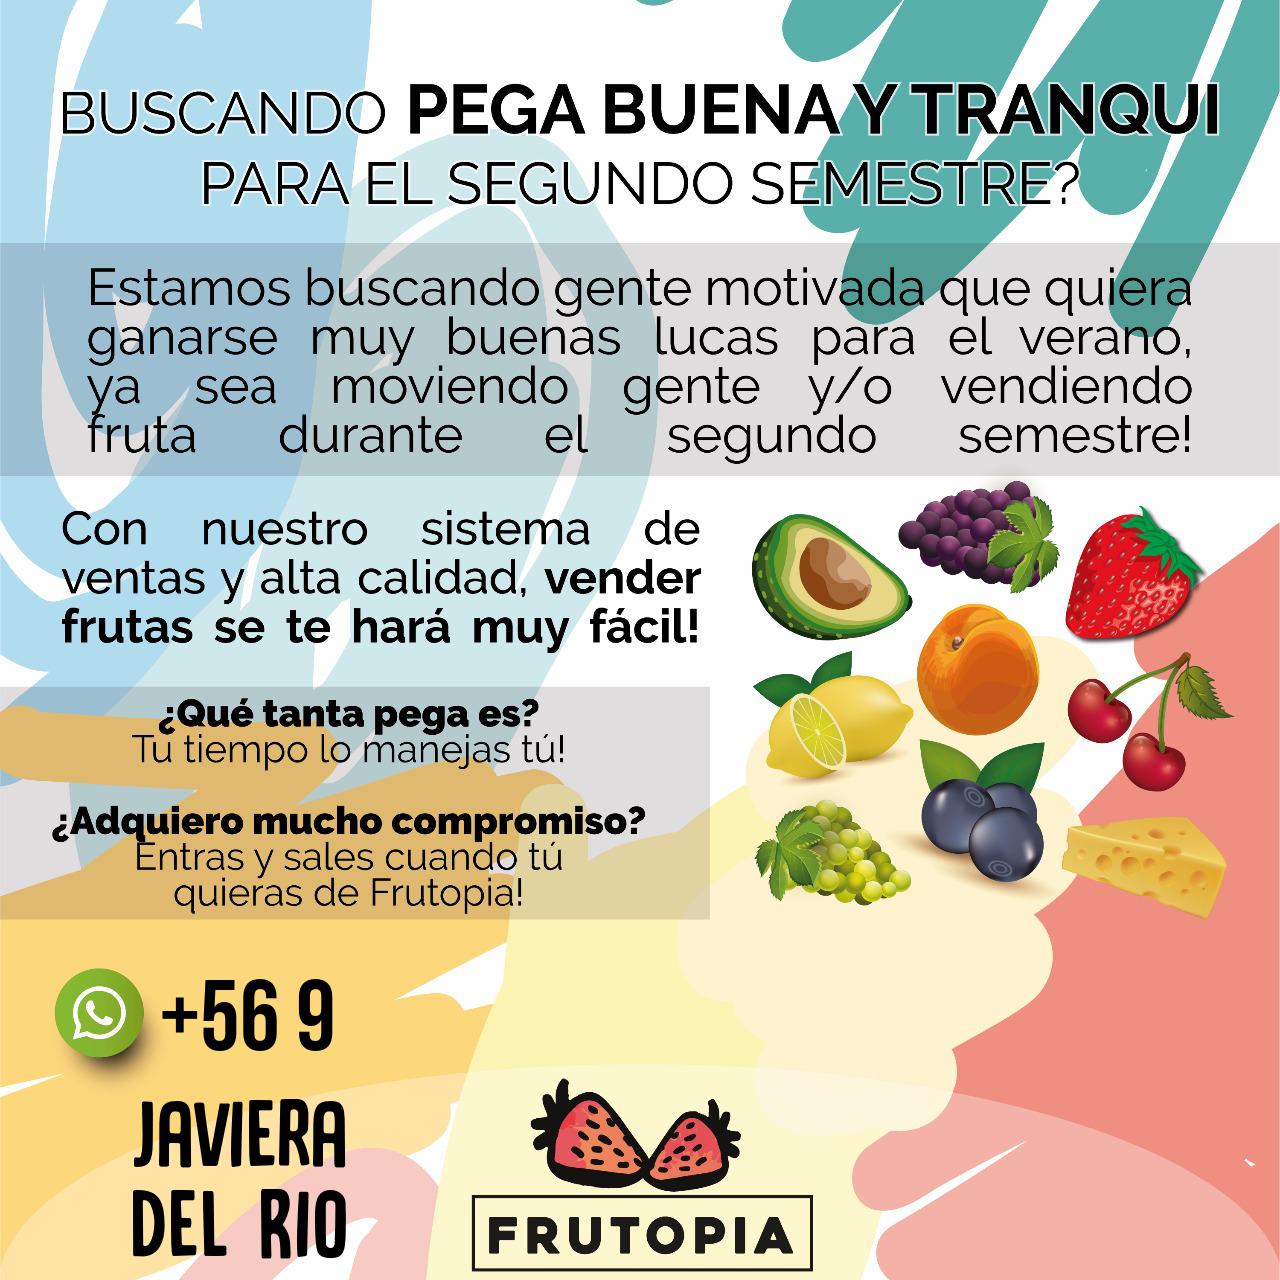 BUSCANDO PEGA BUENA Y TRANQUI
PARA EL SEGUNDO SEMESTRE?
Estamos buscando gente motivada que quiera
ganarse muy buenas lucas para el verano,
ya sea moviendo gente y/o vendiendo
fruta durante el segundo semestre!
Con nuestro sistema de
ventas y alta calidad, vender
frutas se te hará muy fácil!
¿Qué tanta pega es?
Tu tiempo lo manejas tú!
¿Adquiero mucho compromiso?
Entras y sales cuando tú
quieras de Frutopia!
+56 9
JAVIERA
DEL RIO
FRUTOPIA